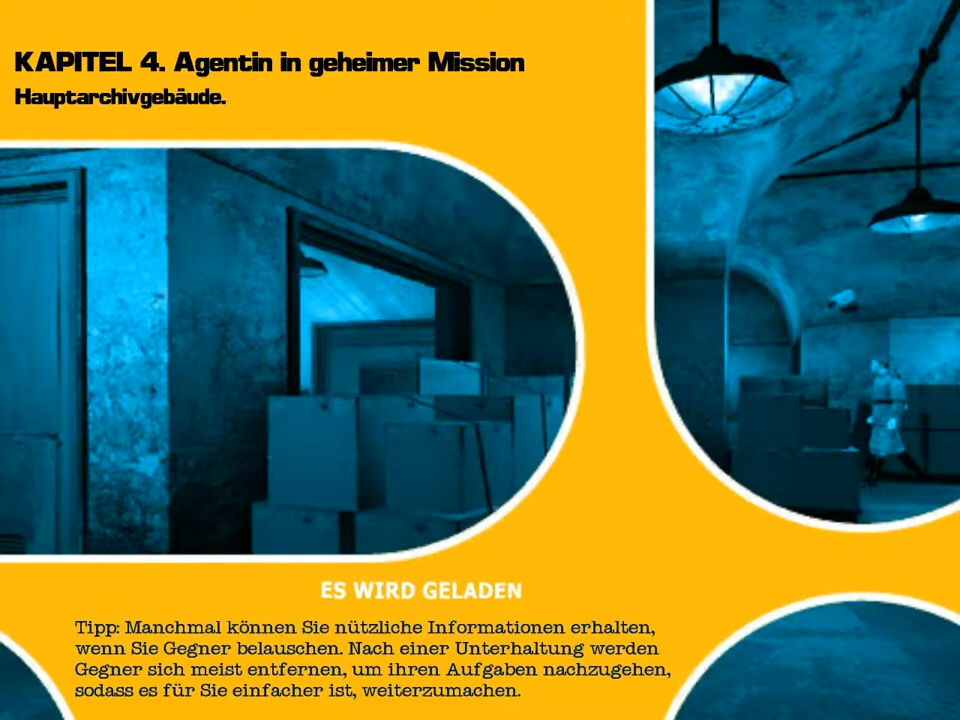 KAPITEL 4. Agentin in geheimer Mission
Hauptarchivgebäude.
ES WIRD GELADEN
Tipp: Manchmal können Sie nützliche Informationen erhalten,
wenn Sie Gegner belauschen. Nach einer Unterhaltung werden
Gegner sich meist entfernen, um ihren Aufgaben nachzugehen,
sodass es für Sie einfacher ist, weiterzumachen.